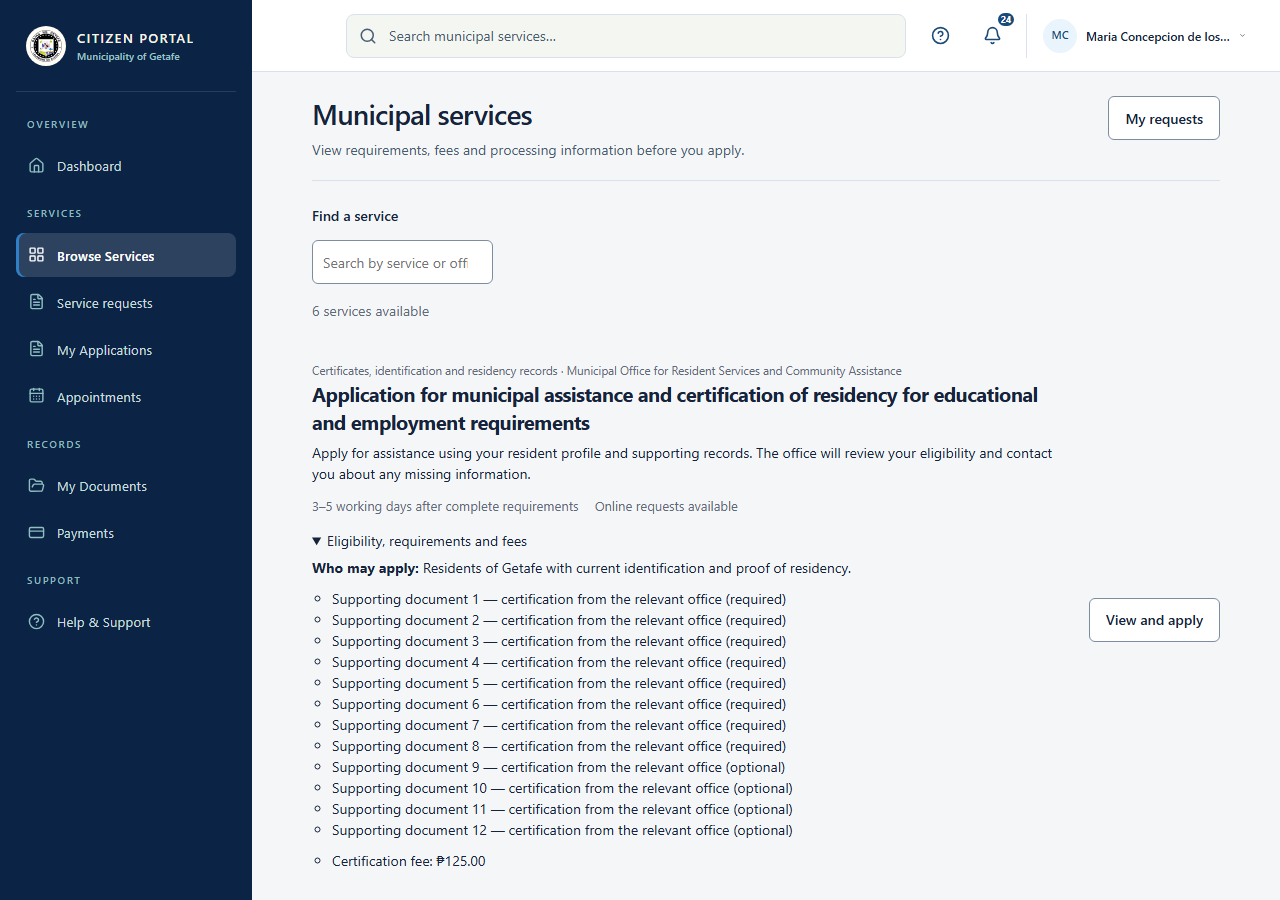 CITIZEN PORTAL
Municipality of Getafe
OVERVIEW
Dashboard
SERVICES
Browse Services
Service requests
My Applications
Appointments
RECORDS
My Documents
Payments
SUPPORT
Help & Support
Search municipal services...
24
MC
Maria Concepcion de los...
Municipal services
My requests
View requirements, fees and processing information before you apply.
Find a service
Search by service or offi
6 services available
Certificates, identification and residency records · Municipal Office for Resident Services and Community Assistance
Application for municipal assistance and certification of residency for educational
and employment requirements
Apply for assistance using your resident profile and supporting records. The office will review your eligibility and contact
you about any missing information.
3–5 working days after complete requirements Online requests available
Eligibility, requirements and fees
Who may apply: Residents of Getafe with current identification and proof of residency.
Supporting document 1 — certification from the relevant office (required)
Supporting document 2 — certification from the relevant office (required)
Supporting document 3 — certification from the relevant office (required)
Supporting document 4 — certification from the relevant office (required)
Supporting document 5 — certification from the relevant office (required)
Supporting document 6 — certification from the relevant office (required)
Supporting document 7 — certification from the relevant office (required)
Supporting document 8 — certification from the relevant office (required)
Supporting document 9 — certification from the relevant office (optional)
Supporting document 10 — certification from the relevant office (optional)
Supporting document 11 — certification from the relevant office (optional)
Supporting document 12 — certification from the relevant office (optional)
Certification fee: ₱125.00
View and apply